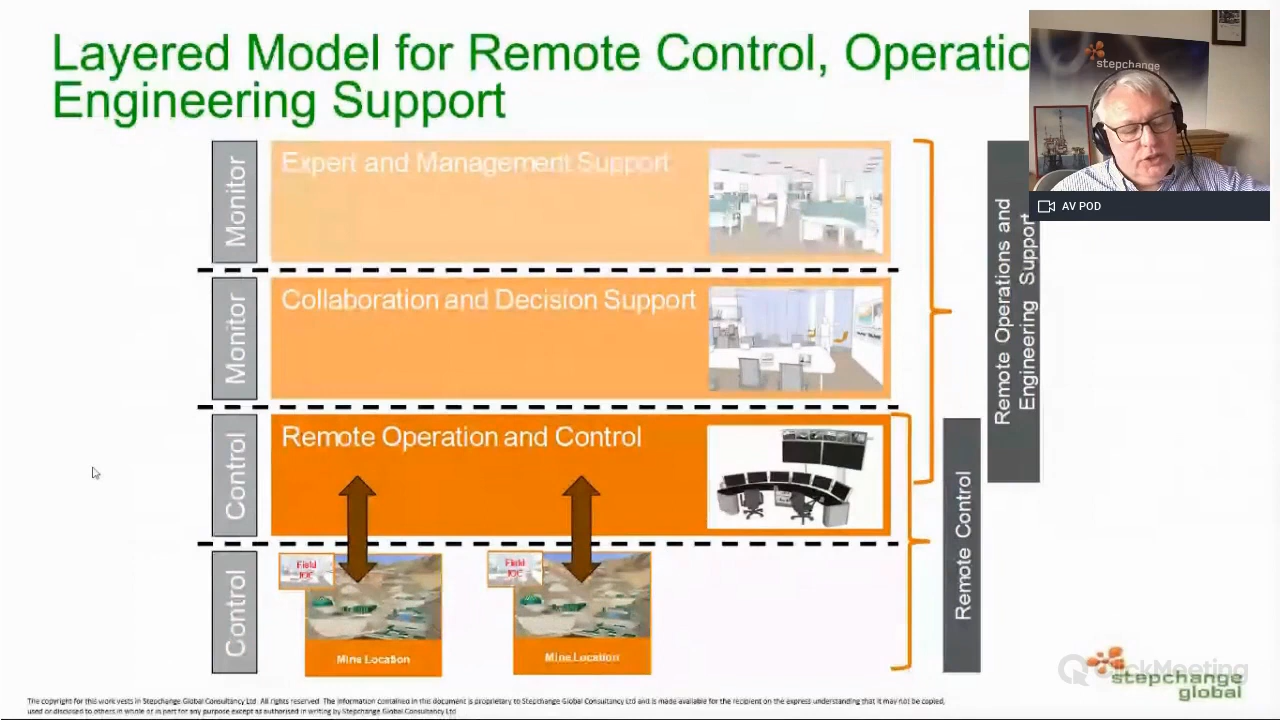 Layered Model for Remote Control, Operatio
Engineering Support
stepchange
AV POD
Monitor
Expert and Management Support
Monitor
Collaboration and Decision Support
Control
Remote Operation and Control
Control
Field
Mine Location
Field
Mine Location
Remote Control
Remote Operations and
Engineering Support
ClickMeeting
stepchange
global
The copyright for this work vests in Stepchange Global Consultancy Ltd. All rights reserved. The information contained in this document is proprietary to Stepchange Global Consultancy Ltd and is made available for the recipient on the express understanding that it may not be copied,
used or disclosed to others in whole or in part for any purpose except as authorised in writing by Stepchange Global Consultancy Ltd